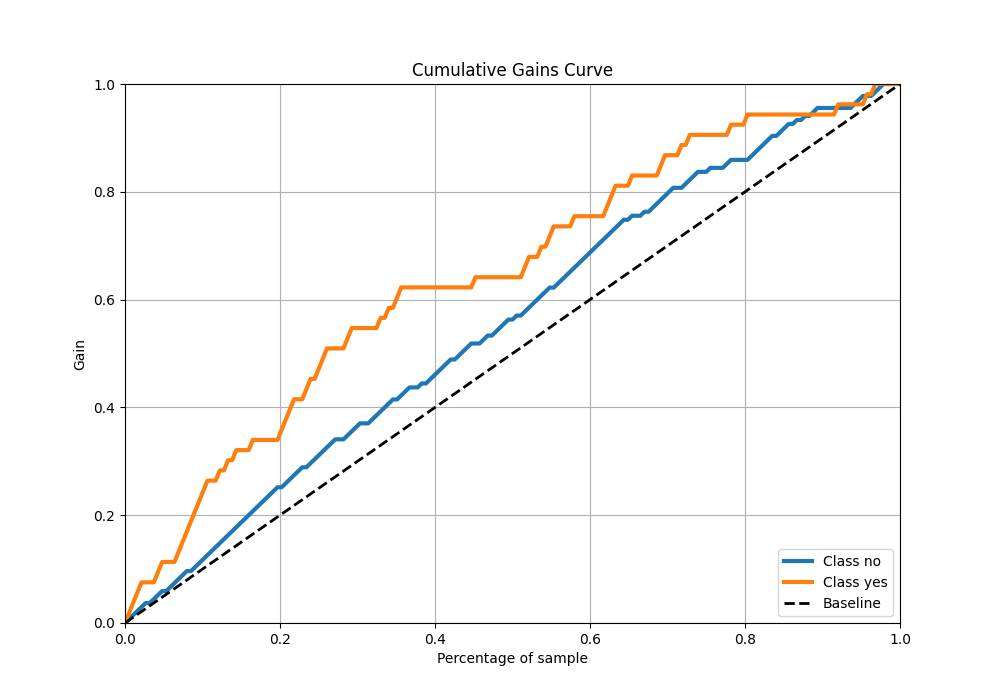 Cumulative Gains Curve
1.0
0.8
0.6
0.4
0.2
0.0
Gain
0.0 0.2 0.4 0.6 0.8 1.0
Percentage of sample
Class no
Class yes
Baseline